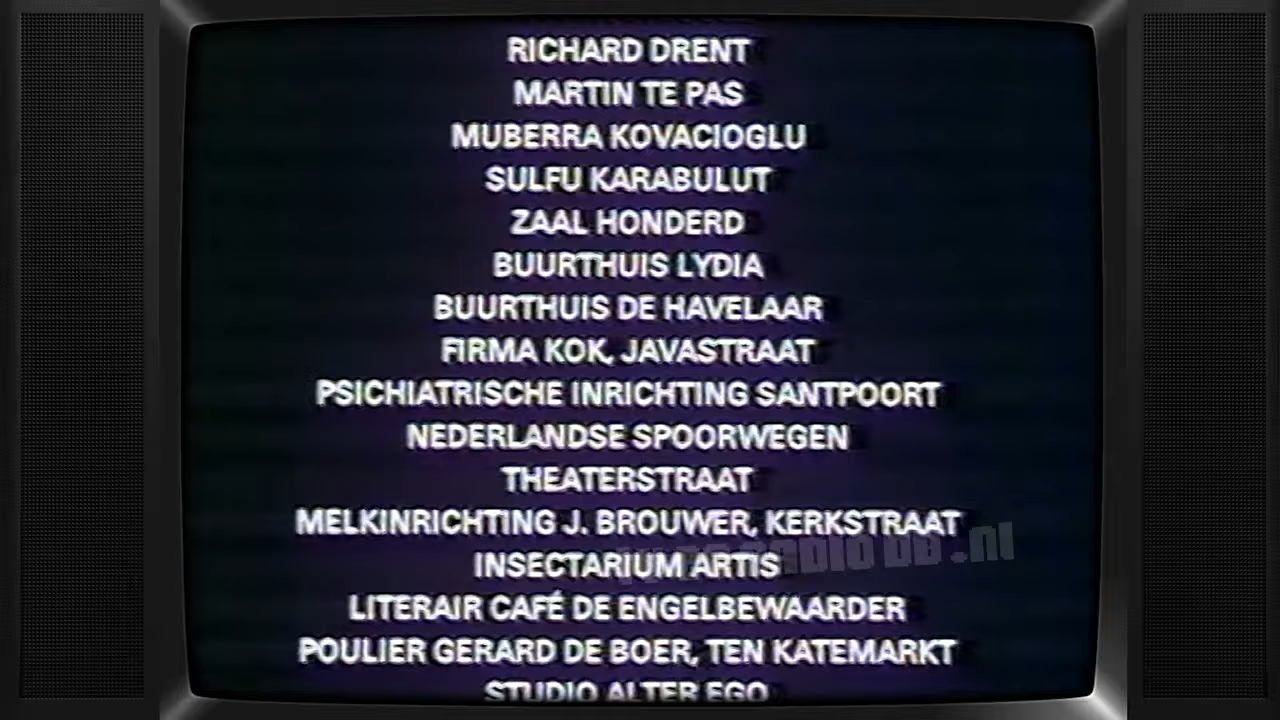 RICHARD DRENT
MARTIN TE PAS
MUBERRA KOVACIOGLU
SULFU KARABULUT
ZAAL HONDERD
BUURTHUIS LYDIA
BUURTHUIS DE HAVELAAR
FIRMA KOK, JAVASTRAAT
PSICHIATRISCHE INRICHTING SANTPOORT
NEDERLANDSE SPOORWEGEN
THEATERSTRAAT
MELKINRICHTING J. BROUWER, KERKSTRAAT
INSECTARIUM ARTIS
LITERAIR CAFÉ DE ENGELBEWAARDER
POULIER GERARD DE BOER, TEN KATEMARKT
STUDIO ALTER EGO